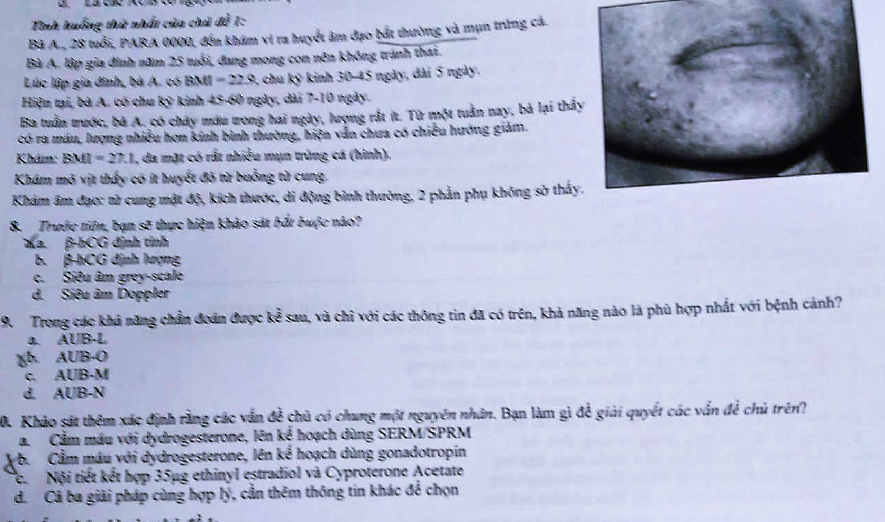 Tình huống thứ nhất của chủ đề 1:
Bà A., 28 tuổi, PARA 0000, đến khám vì ra huyết âm đạo bất thường và mụn trứng cá.
Bà A. lập gia đình năm 25 tuổi, đang mong con nên không tránh thai.
Lúc lập gia đình, bà A. có BMI = 22.9, chu kỳ kinh 30-45 ngày, dài 5 ngày.
Hiện tại, bà A. có chu kỳ kinh 45-60 ngày, dài 7-10 ngày.
Ba tuần trước, bà A. có chảy máu trong hai ngày, lượng rất ít. Từ một tuần nay, bà lại thấy
có ra máu, lượng nhiều hơn kinh bình thường, hiện vẫn chưa có chiều hướng giảm.
Khám: BMI = 27.1, da mặt có rất nhiều mụn trứng cá (hình).
Khám mỏ vịt thấy có ít huyết đỏ từ buồng tử cung.
Khám âm đạo: tử cung mật độ, kích thước, di động bình thường, 2 phần phụ không sờ thấy.
8. Trước tiên, bạn sẽ thực hiện khảo sát bắt buộc nào?
a. β-hCG định tính
b. β-hCG định lượng
c. Siêu âm grey-scale
d. Siêu âm Doppler
9. Trong các khả năng chẩn đoán được kể sau, và chỉ với các thông tin đã có trên, khả năng nào là phù hợp nhất với bệnh cảnh?
a. AUB-L
b. AUB-O
c. AUB-M
d. AUB-N
0. Khảo sát thêm xác định rằng các vấn đề chủ có chung một nguyên nhân. Bạn làm gì để giải quyết các vấn đề chủ trên?
a. Cầm máu với dydrogesterone, lên kế hoạch dùng SERM/SPRM
b. Cầm máu với dydrogesterone, lên kế hoạch dùng gonadotropin
c. Nội tiết kết hợp 35µg ethinyl estradiol và Cyproterone Acetate
d. Cả ba giải pháp cùng hợp lý, cần thêm thông tin khác để chọn